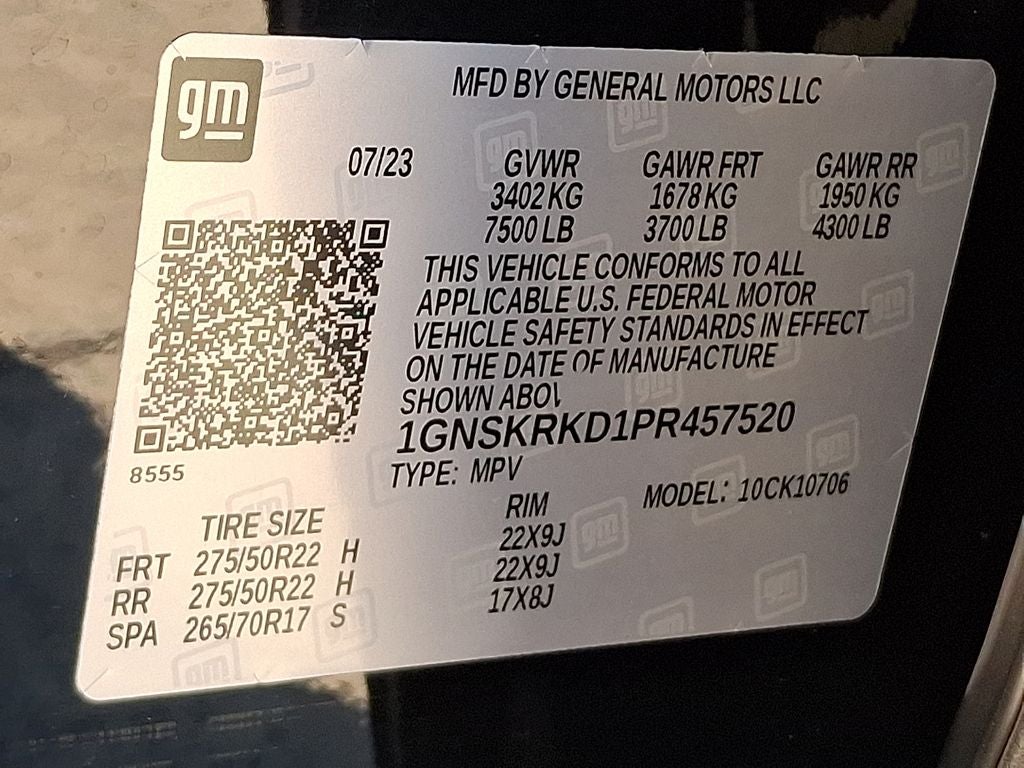 gm
MFD BY GENERAL MOTORS LLC
07/23 GVWR GAWR FRT GAWR RR
3402 KG 1678 KG 1950 KG
7500 LB 3700 LB 4300 LB
THIS VEHICLE CONFORMS TO ALL
APPLICABLE U.S. FEDERAL MOTOR
VEHICLE SAFETY STANDARDS IN EFFECT
ON THE DATE OF MANUFACTURE
SHOWN ABOV
1GNSKRKD1PR457520
8555
TYPE: MPV
MODEL: 10CK10706
TIRE SIZE RIM
FRT 275/50R22 H 22X9J
RR 275/50R22 H 22X9J
SPA 265/70R17 S 17X8J